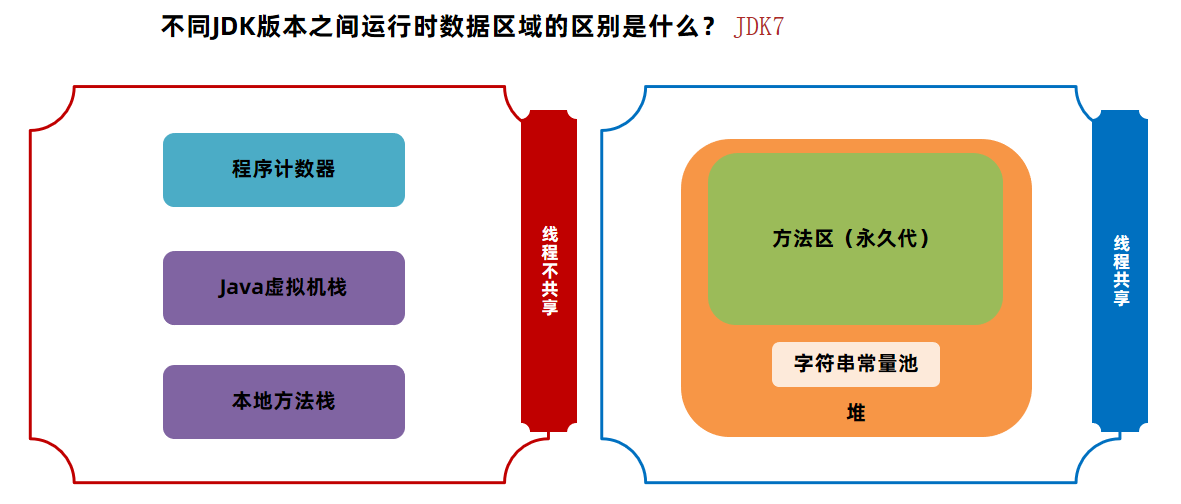 不同JDK版本之间运行时数据区域的区别是什么？ JDK7
程序计数器
Java虚拟机栈
本地方法栈
线程不共享
方法区（永久代）
字符串常量池
堆
线程共享